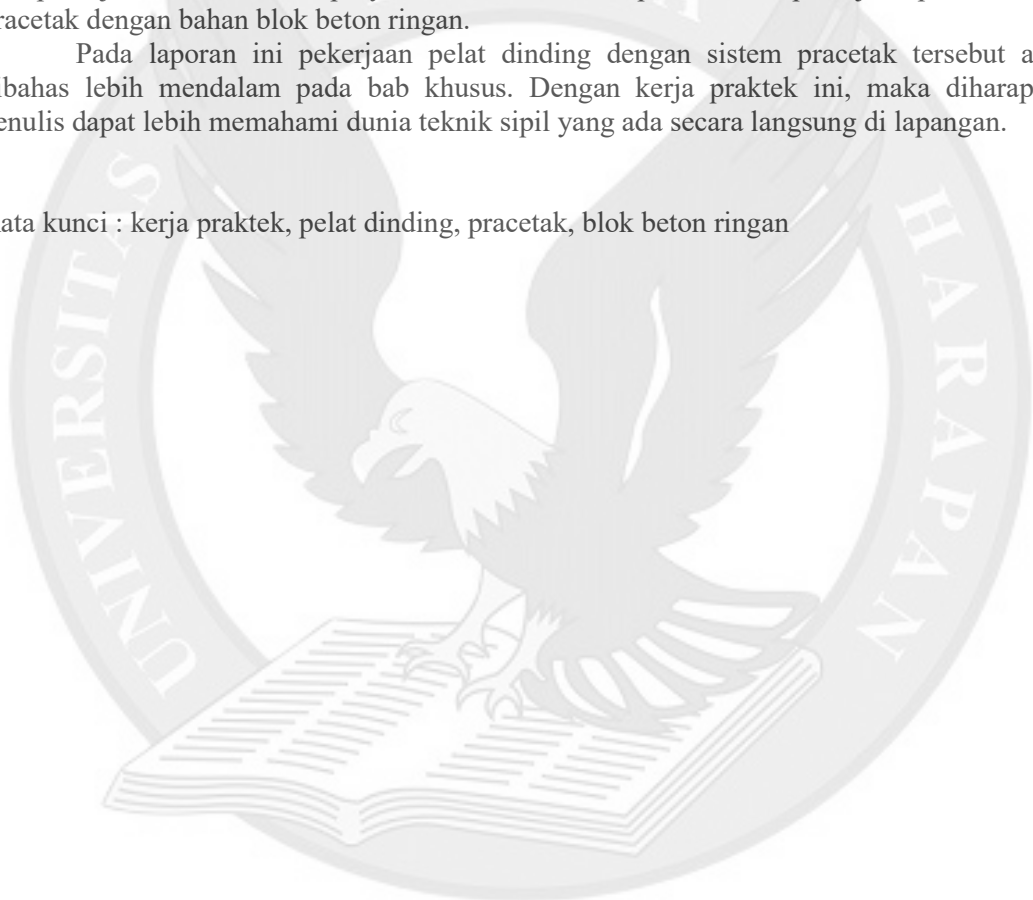 racetak dengan bahan blok beton ringan.
Pada laporan ini pekerjaan pelat dinding dengan sistem pracetak tersebut a
ibahas lebih mendalam pada bab khusus. Dengan kerja praktek ini, maka diharap
enulis dapat lebih memahami dunia teknik sipil yang ada secara langsung di lapangan.
ata kunci : kerja praktek, pelat dinding, pracetak, blok beton ringan
UNIVERSITAS
HARAPAN